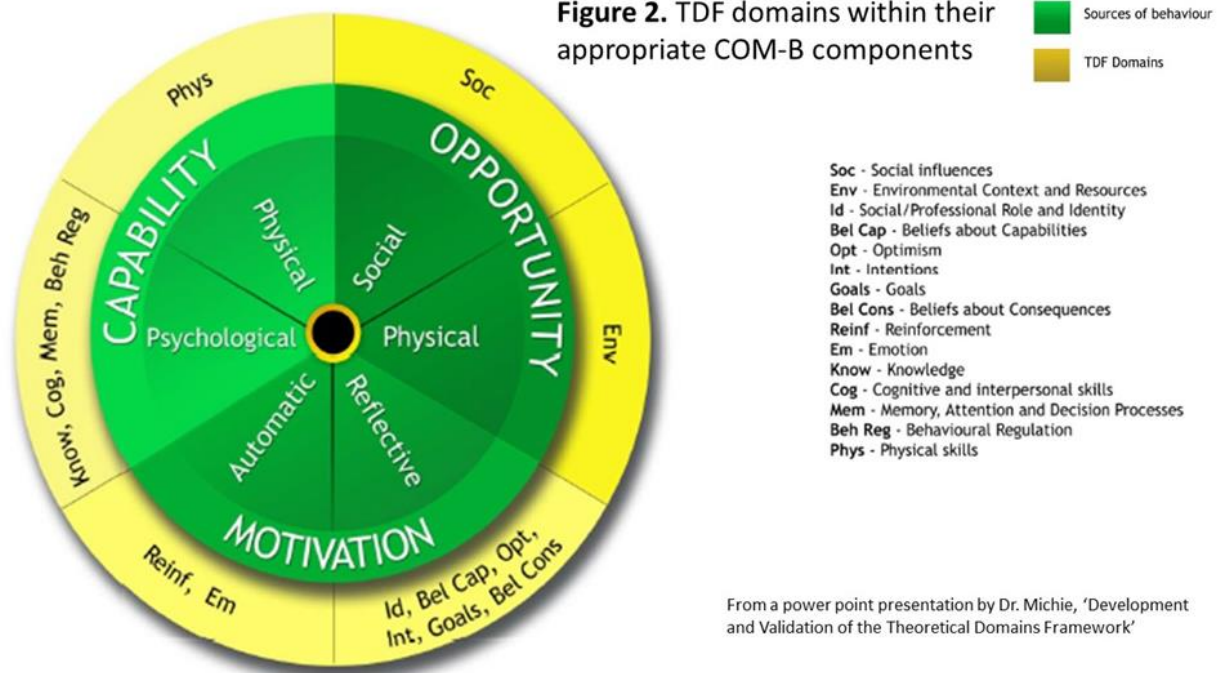 Figure 2. TDF domains within their
appropriate COM-B components
Sources of behaviour
TDF Domains
Phys
Soc
CAPABILITY
OPPORTUNITY
Physical
Social
Know, Cog, Mem, Beh Reg
Psychological
Physical
Env
Automatic
Reflective
MOTIVATION
Reinf, Em
Id, Bel Cap, Opt,
Int, Goals, Bel Cons
Soc - Social influences
Env - Environmental Context and Resources
Id - Social/Professional Role and Identity
Bel Cap - Beliefs about Capabilities
Opt - Optimism
Int - Intentions
Goals - Goals
Bel Cons - Beliefs about Consequences
Reinf - Reinforcement
Em - Emotion
Know - Knowledge
Cog - Cognitive and interpersonal skills
Mem - Memory, Attention and Decision Processes
Beh Reg - Behavioural Regulation
Phys - Physical skills
From a power point presentation by Dr. Michie, ‘Development
and Validation of the Theoretical Domains Framework’